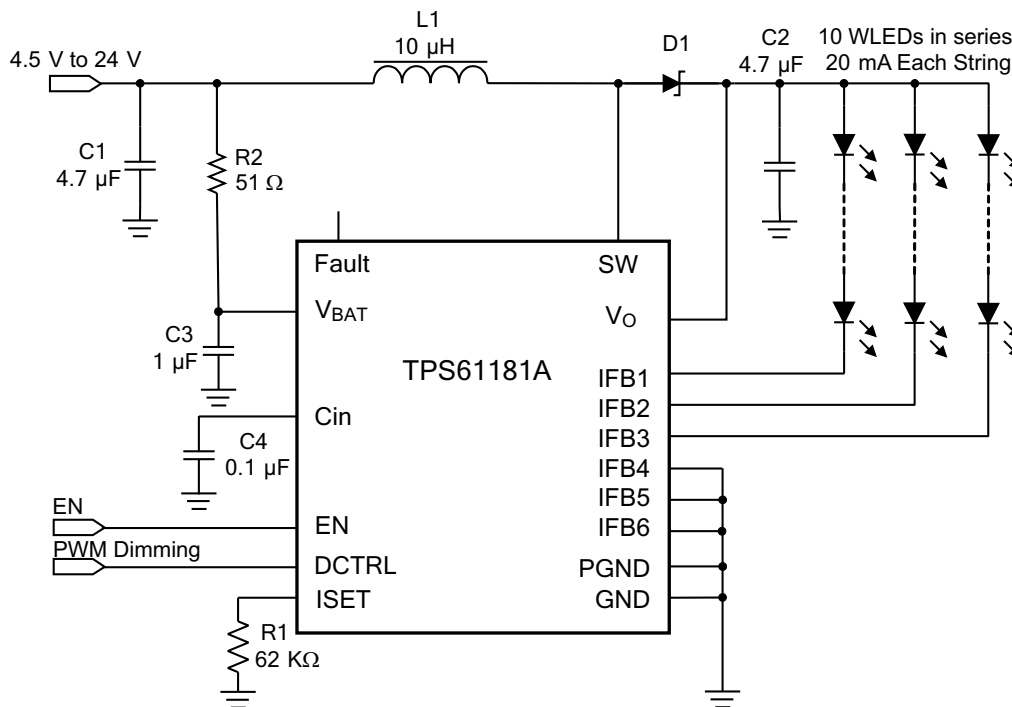 4.5 V to 24 V
L1
10 µH
D1
C2
4.7 µF
10 WLEDs in series
20 mA Each String
C1
4.7 µF
R2
51 Ω
Fault
SW
VBAT
VO
C3
1 µF
TPS61181A
IFB1
IFB2
IFB3
IFB4
IFB5
IFB6
Cin
C4
0.1 µF
EN
EN
PWM Dimming
DCTRL
PGND
ISET
GND
R1
62 KΩ